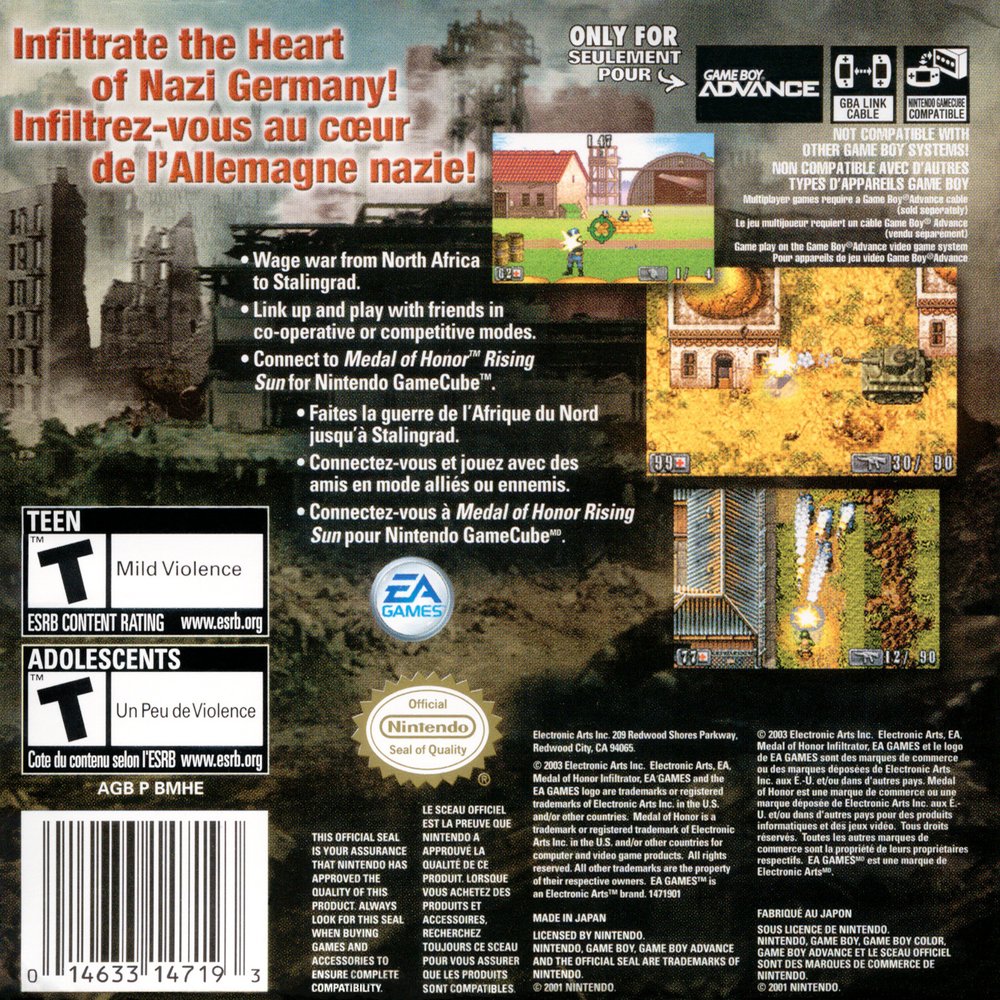 Infiltrate the Heart
of Nazi Germany!
Infiltrez-vous au cœur
de l'Allemagne nazie!
ONLY FOR
SEULEMENT
POUR
GAME BOY
ADVANCE
GBA LINK
CABLE
NINTENDO GAMECUBE
COMPATIBLE
NOT COMPATIBLE WITH
OTHER GAME BOY SYSTEMS!
NON COMPATIBLE AVEC D'AUTRES
TYPES D'APPAREILS GAME BOY
Multiplayer games require a Game Boy® Advance cable
(sold seperately)
Le jeu multijoueur requiert un câble Game Boy® Advance
(vendu séparément)
Game play on the Game Boy® Advance video game system
Pour appareils de jeu vidéo Game Boy® Advance
1:47
62
1/ 4
• Wage war from North Africa
to Stalingrad.
• Link up and play with friends in
co-operative or competitive modes.
• Connect to Medal of Honor™ Rising
Sun for Nintendo GameCube™.
• Faites la guerre de l'Afrique du Nord
jusqu'à Stalingrad.
• Connectez-vous et jouez avec des
amis en mode alliés ou ennemis.
• Connectez-vous à Medal of Honor Rising
Sun pour Nintendo GameCube MD.
99
30/ 90
77
12/ 90
TEEN
T
™
Mild Violence
ESRB CONTENT RATING www.esrb.org
ADOLESCENTS
T
™
Un Peu de Violence
Cote du contenu selon l'ESRB www.esrb.org
AGB P BMHE
0 14633 14719 3
EA
GAMES™
Official
Nintendo
Seal of Quality
®
THIS OFFICIAL SEAL
IS YOUR ASSURANCE
THAT NINTENDO HAS
APPROVED THE
QUALITY OF THIS
PRODUCT. ALWAYS
LOOK FOR THIS SEAL
WHEN BUYING
GAMES AND
ACCESSORIES TO
ENSURE COMPLETE
COMPATIBILITY.
LE SCEAU OFFICIEL
EST LA PREUVE QUE
NINTENDO A
APPROUVÉ LA
QUALITÉ DE CE
PRODUIT. LORSQUE
VOUS ACHETEZ DES
PRODUITS ET
ACCESSOIRES,
RECHERCHEZ
TOUJOURS CE SCEAU
POUR VOUS ASSURER
QUE LES PRODUITS
SONT COMPATIBLES.
Electronic Arts Inc. 209 Redwood Shores Parkway,
Redwood City, CA 94065.
© 2003 Electronic Arts Inc. Electronic Arts, EA,
Medal of Honor Infiltrator, EA GAMES and the
EA GAMES logo are trademarks or registered
trademarks of Electronic Arts Inc. in the U.S.
and/or other countries. Medal of Honor is a
trademark or registered trademark of Electronic
Arts Inc. in the U.S. and/or other countries for
computer and video game products. All rights
reserved. All other trademarks are the property
of their respective owners. EA GAMES™ is
an Electronic Arts™ brand. 1471901
MADE IN JAPAN
LICENSED BY NINTENDO.
NINTENDO, GAME BOY, GAME BOY ADVANCE
AND THE OFFICIAL SEAL ARE TRADEMARKS OF
NINTENDO.
© 2001 NINTENDO.
© 2003 Electronic Arts Inc. Electronic Arts, EA,
Medal of Honor Infiltrator, EA GAMES et le logo
de EA GAMES sont des marques de commerce
ou des marques déposées de Electronic Arts
Inc. aux É.-U. et/ou dans d'autres pays. Medal
of Honor est une marque de commerce ou une
marque déposée de Electronic Arts Inc. aux É.-
U. et/ou dans d'autres pays pour des produits
informatiques et des jeux vidéo. Tous droits
réservés. Toutes les autres marques de
commerce sont la propriété de leurs propriétaires
respectifs. EA GAMES MD est une marque de
Electronic Arts MD.
FABRIQUÉ AU JAPON
SOUS LICENCE DE NINTENDO.
NINTENDO, GAME BOY, GAME BOY COLOR,
GAME BOY ADVANCE ET LE SCEAU OFFICIEL
SONT DES MARQUES DE COMMERCE DE
NINTENDO.
© 2001 NINTENDO.